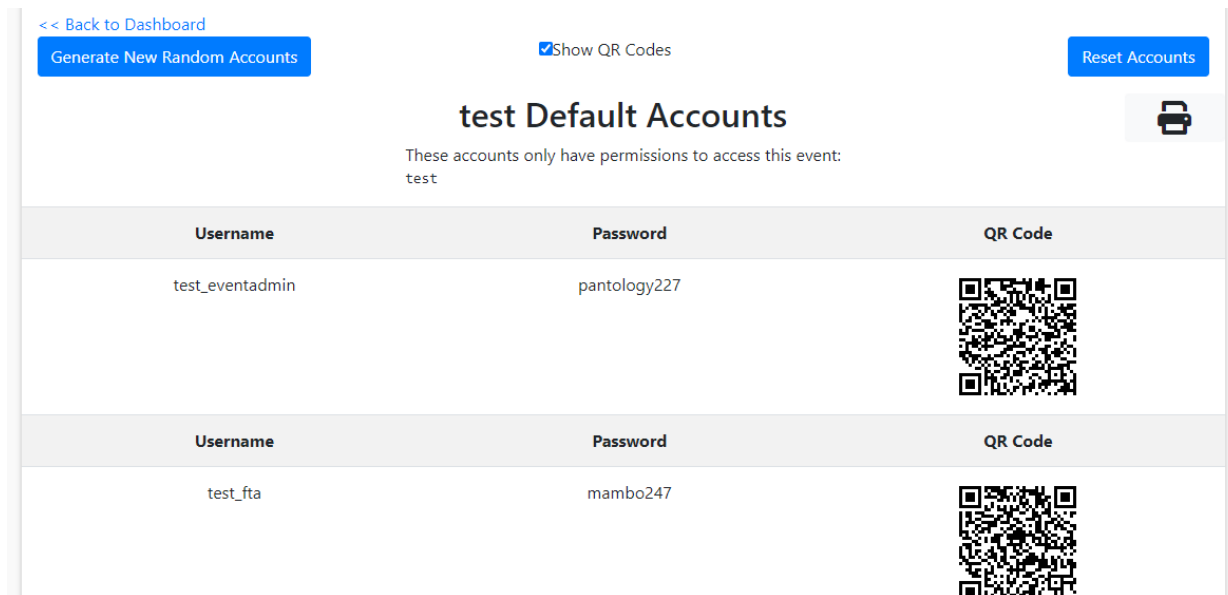 << Back to Dashboard
Generate New Random Accounts
Show QR Codes
Reset Accounts
test Default Accounts
These accounts only have permissions to access this event:
test
Username Password QR Code
test_eventadmin pantology227
Username Password QR Code
test_fta mambo247